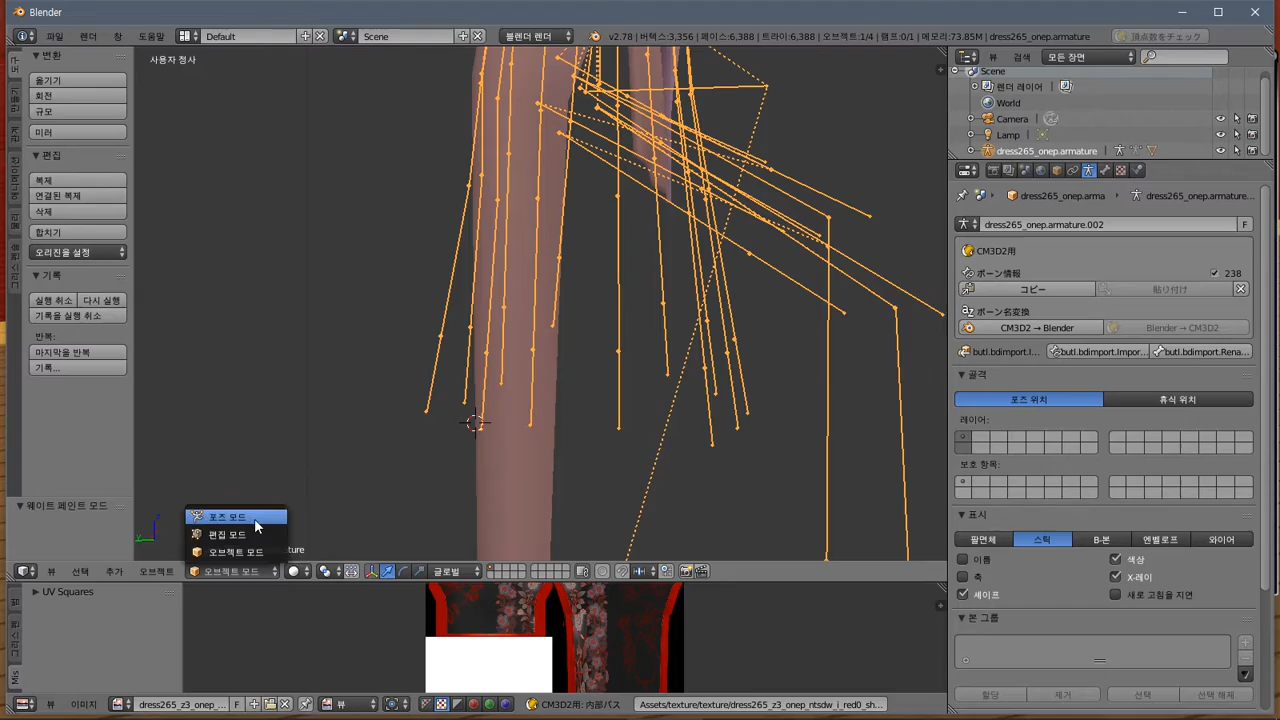 Blender
파일 렌더 창 도움말 Default Scene 블렌더 렌더 v2.78 | 버텍스:3,356 | 페이스:6,388 | 트라이:6,388 | 오브젝트:1/4 | 램프:0/1 | 메모리:73.85M | dress265_onep.armature 頂点数をチェック
변환
옮기기
회전
규모
미러
편집
복제
연결된 복제
삭제
합치기
오리진을 설정
기록
실행 취소 다시 실행
기록을 실행 취소
반복:
마지막을 반복
기록...
웨이트 페인트 모드
사용자 정사
포즈 모드
편집 모드
오브젝트 모드
ture
뷰 선택 추가 오브젝트 오브젝트 모드 글로벌
UV Squares
Mis
뷰 이미지 dress265_z3_onep_... F 뷰 CM3D2用: 内部パス Assets/texture/texture/dress265_z3_onep_ntsdw_i_red0_sh...
뷰 검색 모든 장면
Scene
렌더 레이어
World
Camera
Lamp
dress265_onep.armature
dress265_onep.arma dress265_onep.armature...
dress265_onep.armature.002 F
CM3D2用
ボーン情報 238
コピー 貼り付け
ボーン名変換
CM3D2 → Blender Blender → CM3D2
butl.bdimport.I... butl.bdimport.Impor... butl.bdimport.Rena...
골격
포즈 위치 휴식 위치
레이어:
보호 항목:
표시
팔면체 스틱 B-본 엔벨로프 와이어
이름 색상
축 X-레이
셰이프 새로 고침을 지연
본 그룹
할당 제거 선택 선택 해제